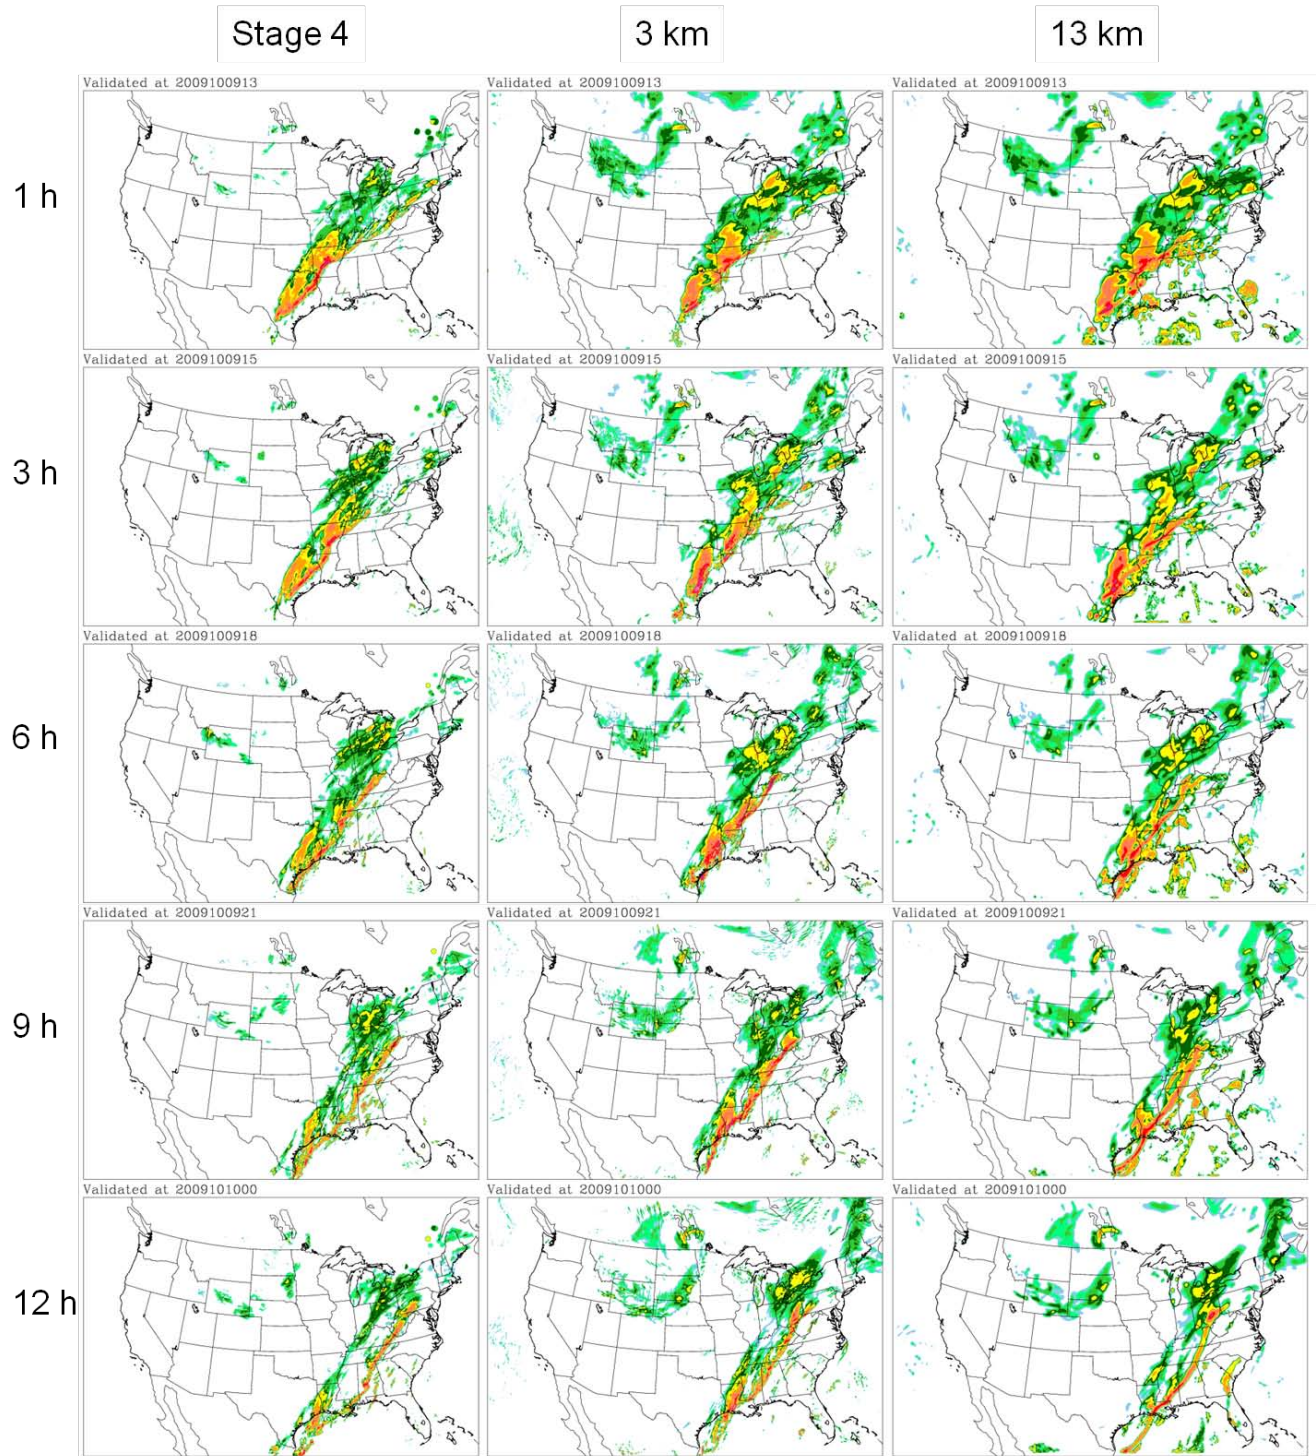 Stage 4 3 km 13 km
Validated at 2009100913 Validated at 2009100913 Validated at 2009100913
1 h
Validated at 2009100915 Validated at 2009100915 Validated at 2009100915
3 h
Validated at 2009100918 Validated at 2009100918 Validated at 2009100918
6 h
Validated at 2009100921 Validated at 2009100921 Validated at 2009100921
9 h
Validated at 2009101000 Validated at 2009101000 Validated at 2009101000
12 h